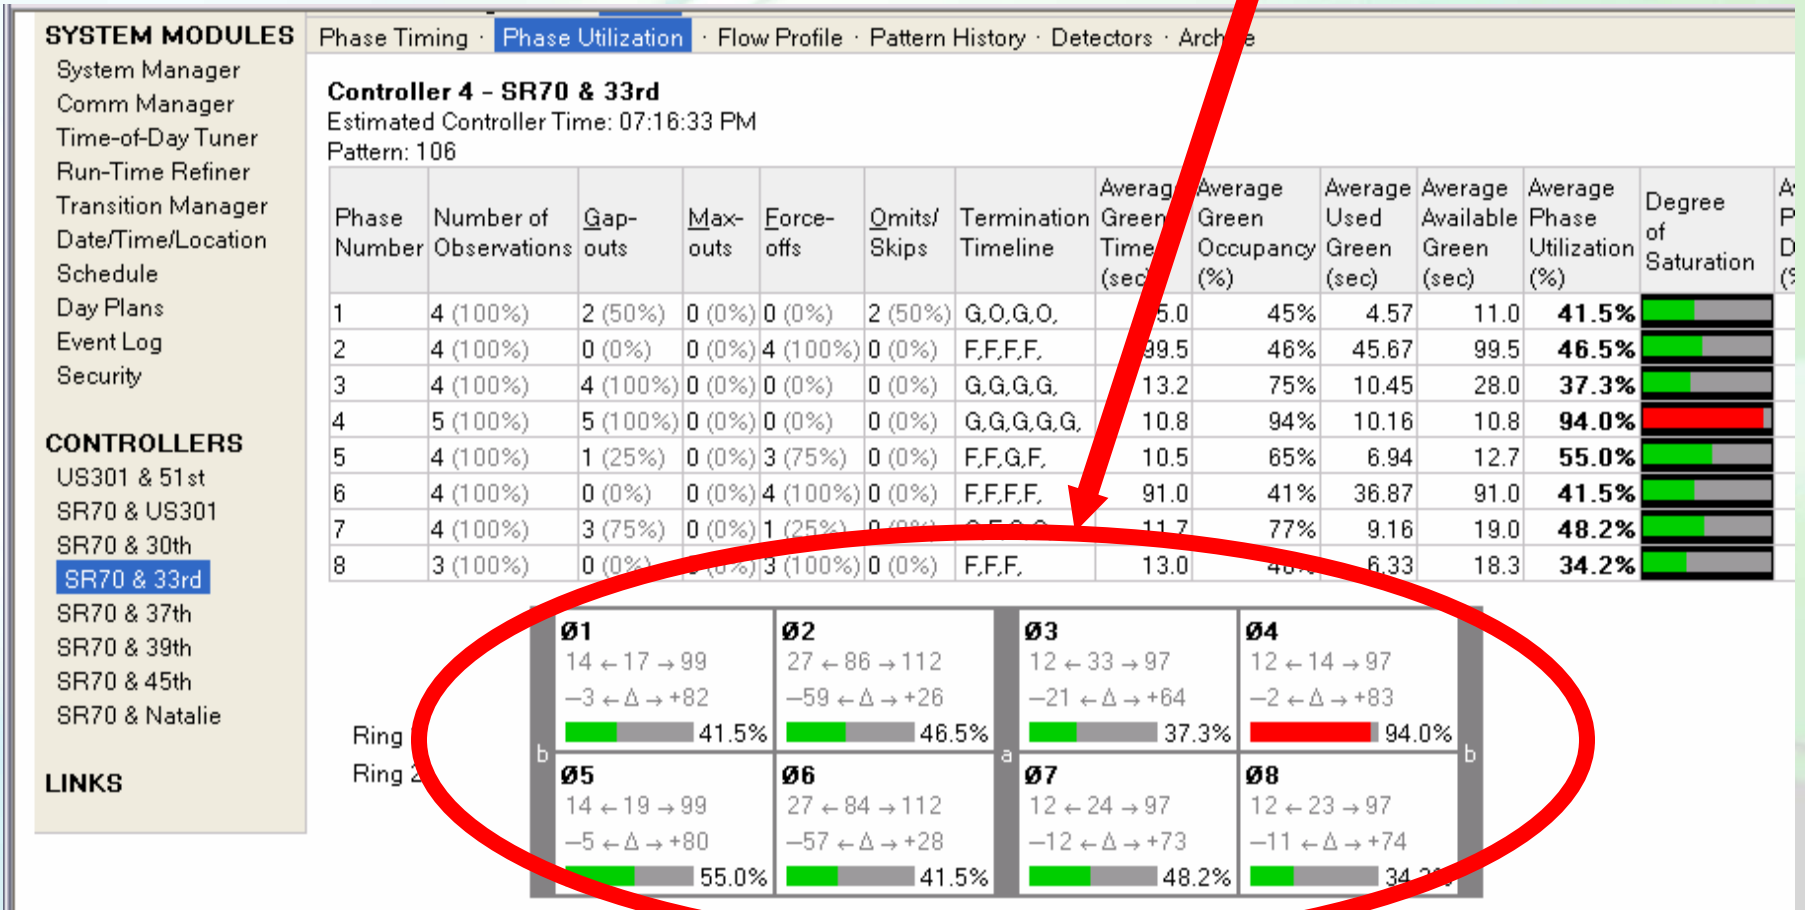 SYSTEM MODULES
System Manager
Comm Manager
Time-of-Day Tuner
Run-Time Refiner
Transition Manager
Date/Time/Location
Schedule
Day Plans
Event Log
Security
CONTROLLERS
US301 & 51st
SR70 & US301
SR70 & 30th
SR70 & 33rd
SR70 & 37th
SR70 & 39th
SR70 & 45th
SR70 & Natalie
LINKS
Phase Timing · Phase Utilization · Flow Profile · Pattern History · Detectors ·
Controller 4 - SR70 & 33rd
Estimated Controller Time: 07:16:33 PM
Pattern: 106
Phase Number Number of Observations Gap-outs Max-outs Force-offs Omits/Skips Termination Timeline Green Time (sec) Average Green Occupancy (%) Average Used Green (sec) Average Available Green (sec) Average Phase Utilization (%) Degree of Saturation
1 4 (100%) 2 (50%) 0 (0%) 0 (0%) 2 (50%) G,O,G,O, 45% 4.57 11.0 41.5%
2 4 (100%) 0 (0%) 0 (0%) 4 (100%) 0 (0%) F,F,F,F, 99.5 46% 45.67 99.5 46.5%
3 4 (100%) 4 (100%) 0 (0%) 0 (0%) 0 (0%) G,G,G,G, 13.2 75% 10.45 28.0 37.3%
4 5 (100%) 5 (100%) 0 (0%) 0 (0%) 0 (0%) G,G,G,G,G, 10.8 94% 10.16 10.8 94.0%
5 4 (100%) 1 (25%) 0 (0%) 3 (75%) 0 (0%) F,F,G,F, 10.5 65% 6.94 12.7 55.0%
6 4 (100%) 0 (0%) 0 (0%) 4 (100%) 0 (0%) F,F,F,F, 91.0 41% 36.87 91.0 41.5%
7 4 (100%) 3 (75%) 0 (0%) 1 (25%) 11.7 77% 9.16 19.0 48.2%
8 3 (100%) 0 3 (100%) 0 (0%) F,F,F, 13.0 6.33 18.3 34.2%
Ø1 Ø2 Ø3 Ø4
14 ← 17 → 99 27 ← 86 → 112 12 ← 33 → 97 12 ← 14 → 97
–3 ← Δ → +82 –59 ← Δ → +26 –21 ← Δ → +64 –2 ← Δ → +83
Ring 41.5% 46.5% 37.3% 94.0%
b a b
Ring Ø5 Ø6 Ø7 Ø8
14 ← 19 → 99 27 ← 84 → 112 12 ← 24 → 97 12 ← 23 → 97
–5 ← Δ → +80 –57 ← Δ → +28 –12 ← Δ → +73 –11 ← Δ → +74
55.0% 41.5% 48.2%